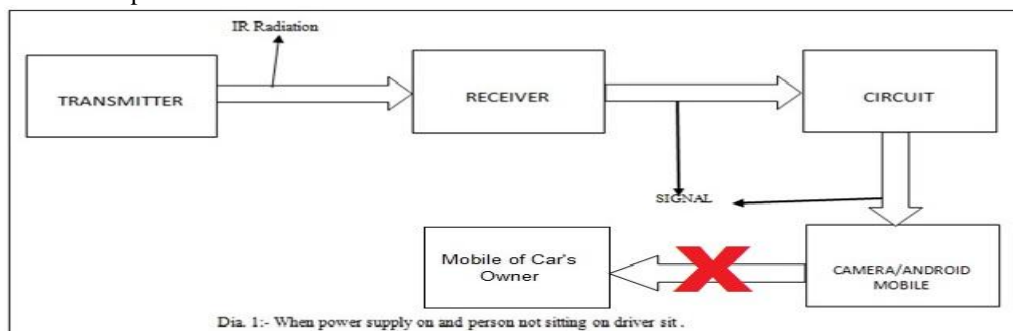 IR Radiation
TRANSMITTER
RECEIVER
CIRCUIT
SIGNAL
Mobile of Car's
Owner
CAMERA/ANDROID
MOBILE
Dia. 1:- When power supply on and person not sitting on driver sit .